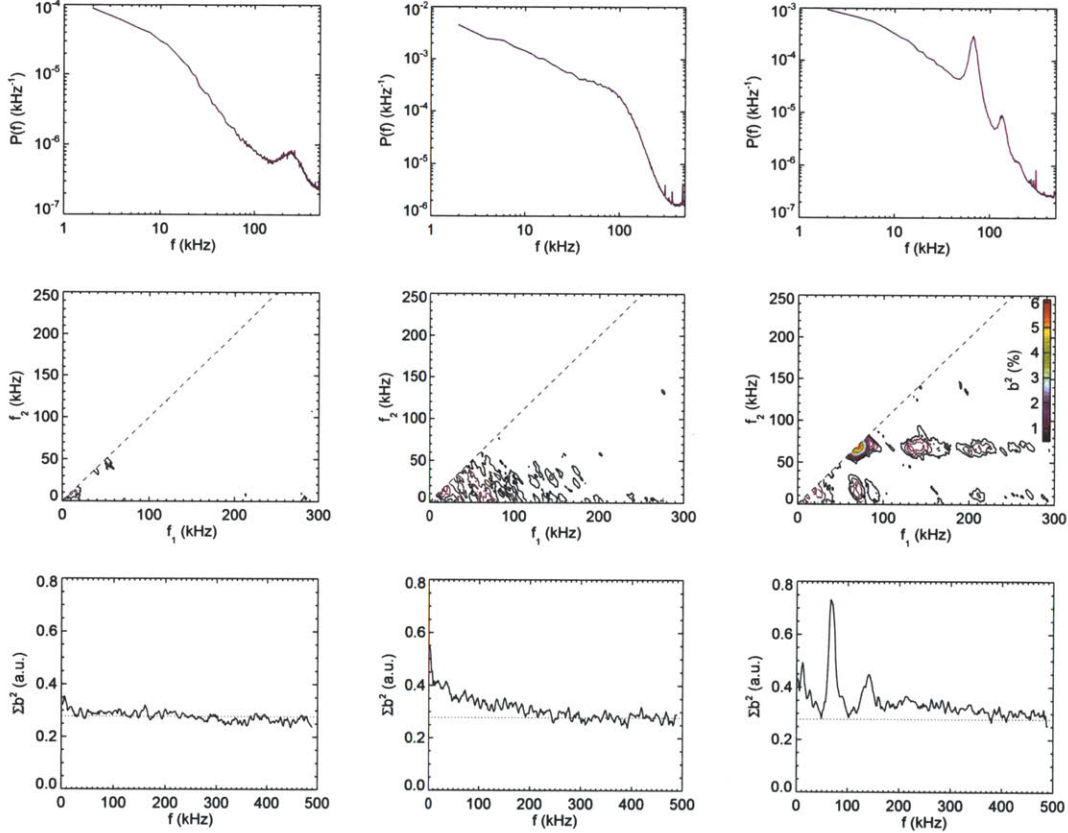 10⁻⁴
10⁻⁵
10⁻⁶
10⁻⁷
P(f) (kHz⁻¹)
1
10
100
f (kHz)
10⁻²
10⁻³
10⁻⁴
10⁻⁵
10⁻⁶
P(f) (kHz⁻¹)
1
10
100
f (kHz)
10⁻³
10⁻⁴
10⁻⁵
10⁻⁶
10⁻⁷
P(f) (kHz⁻¹)
1
10
100
f (kHz)
250
200
150
100
50
0
f₂ (kHz)
0 100 200 300
f₁ (kHz)
250
200
150
100
50
0
f₂ (kHz)
0 100 200 300
f₁ (kHz)
250
200
150
100
50
0
f₂ (kHz)
6
5
4
3
2
1
b² (%)
0 100 200 300
f₁ (kHz)
0.8
0.6
0.4
0.2
0.0
Σb² (a.u.)
0 100 200 300 400 500
f (kHz)
0.8
0.6
0.4
0.2
0.0
Σb² (a.u.)
0 100 200 300 400 500
f (kHz)
0.8
0.6
0.4
0.2
0.0
Σb² (a.u.)
0 100 200 300 400 500
f (kHz)